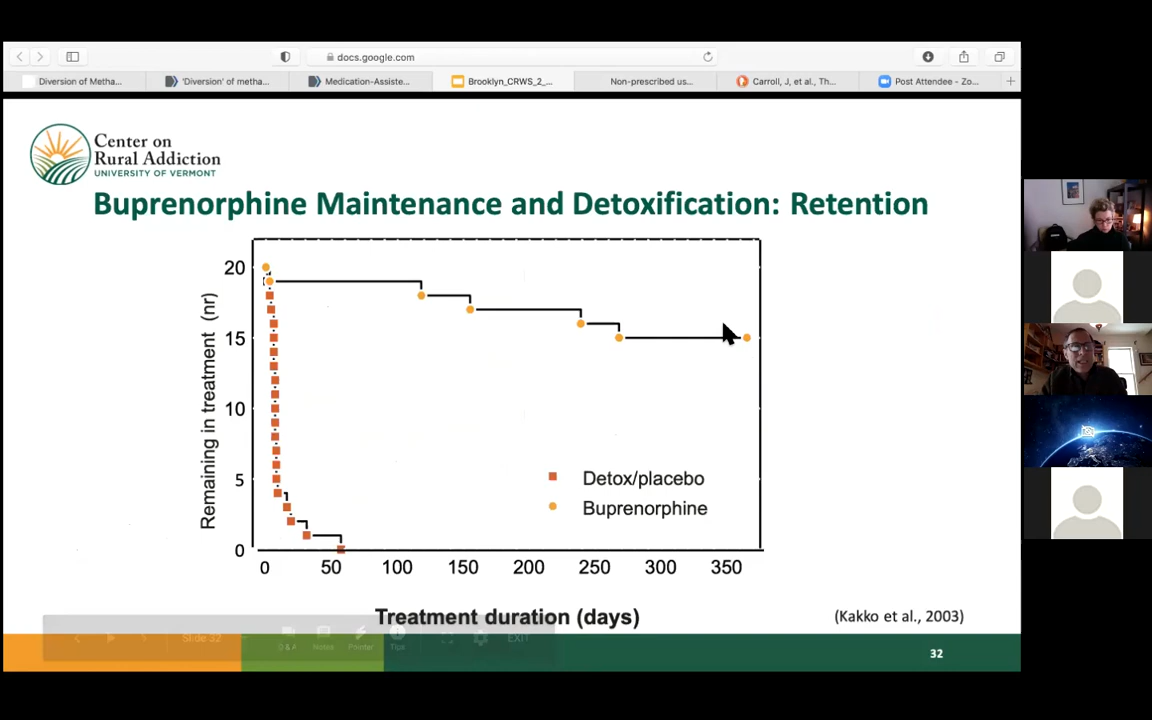 docs.google.com
Diversion of Metha...
'Diversion' of metha...
Medication-Assiste...
Brooklyn_CRWS_2_...
Non-prescribed us...
Carroll, J, et al., Th...
Post Attendee - Zo...
Center on
Rural Addiction
UNIVERSITY OF VERMONT
Buprenorphine Maintenance and Detoxification: Retention
Remaining in treatment (nr)
20
15
10
5
0
Detox/placebo
Buprenorphine
0 50 100 150 200 250 300 350
Treatment duration (days)
(Kakko et al., 2003)
Slide 32
Q & A
Notes
Pointer
Tips
EXIT
32